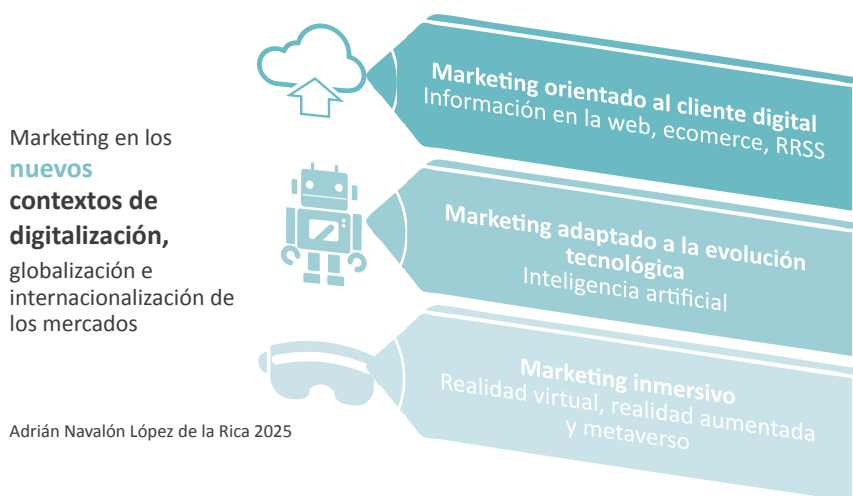 Marketing en los
nuevos
contextos de
digitalización,
globalización e
internacionalización de
los mercados
Adrián Navalón López de la Rica 2025
Marketing orientado al cliente digital
Información en la web, ecomerce, RRSS
Marketing adaptado a la evolución
tecnológica
Inteligencia artificial
Marketing inmersivo
Realidad virtual, realidad aumentada
y metaverso